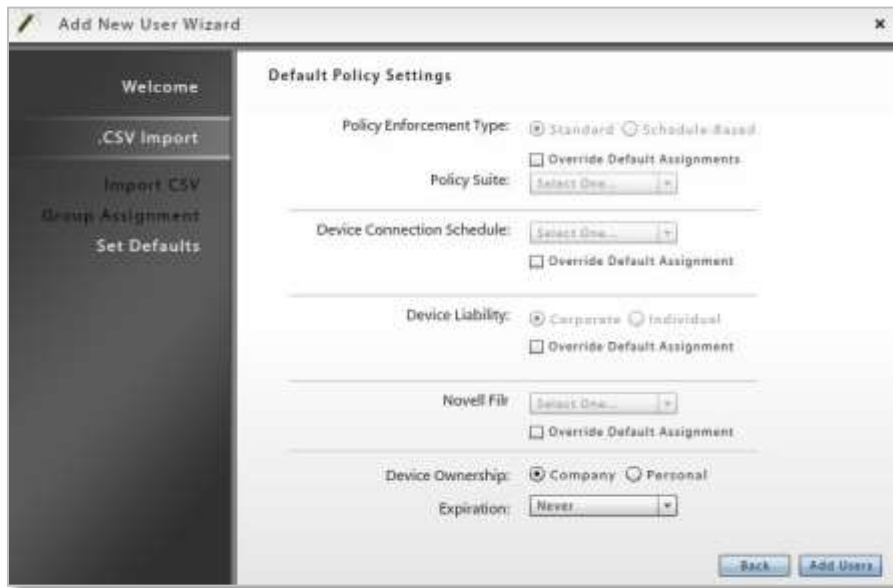 Add New User Wizard
x
Welcome
.CSV Import
Import CSV
Group Assignment
Set Defaults
Default Policy Settings
Policy Enforcement Type: Standard Schedule-Based
Override Default Assignments
Policy Suite: Select One...
Device Connection Schedule: Select One...
Override Default Assignment
Device Liability: Corporate Individual
Override Default Assignment
Novell Filr Select One...
Override Default Assignment
Device Ownership: Company Personal
Expiration: Never
Back Add Users